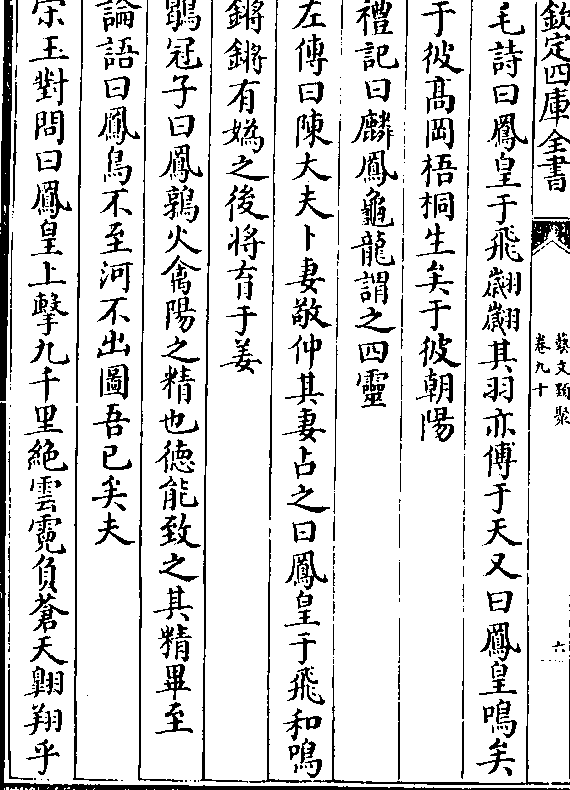 欽定四庫全書
藝文類聚
卷九十
六
毛詩曰鳳皇于飛翽翽其羽亦傅于天又曰鳳皇鳴矣
于彼髙岡梧桐生矣于彼朝陽
禮記曰麟鳳龜龍謂之四靈
左傳曰陳大夫卜妻敬仲其妻占之曰鳳皇于飛和鳴
鏘鏘有媯之後將育于姜
鶡冠子曰鳳鶉火禽陽之精也徳能致之其精畢至
論語曰鳳鳥不至河不出圖吾已矣夫
宋玉對問曰鳳皇上擊九千里絶雲霓負蒼天翺翔乎